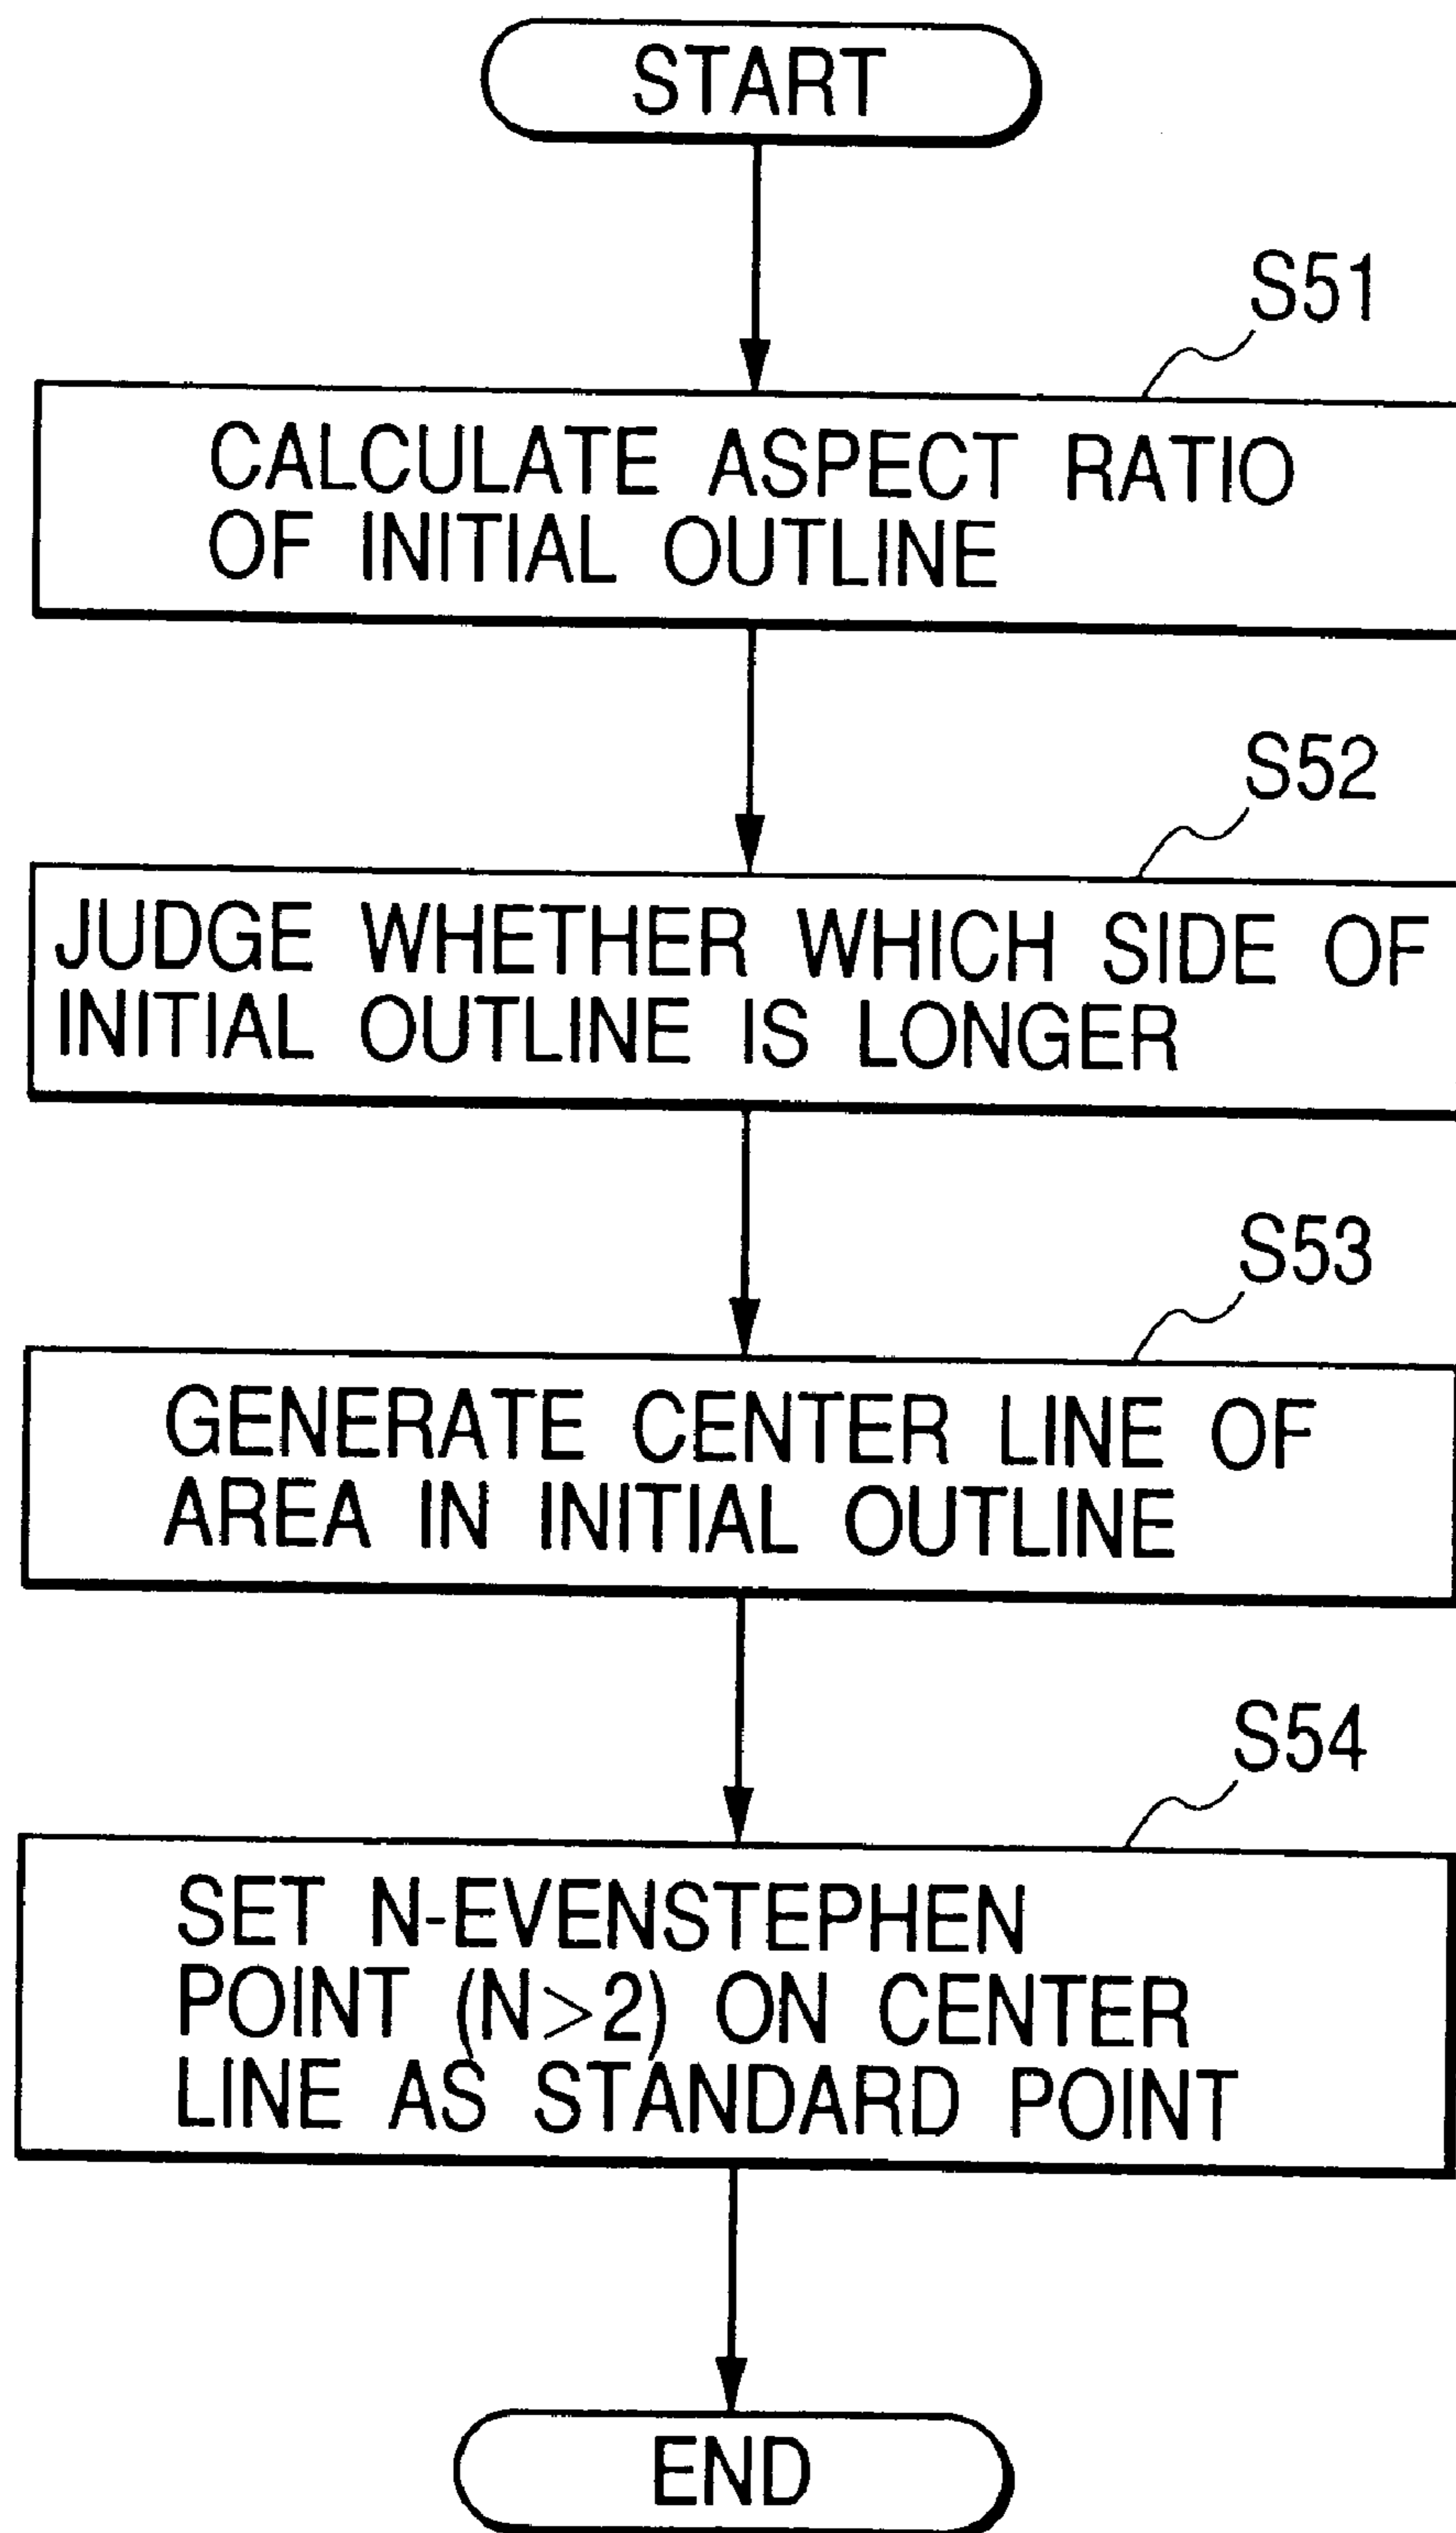 START
S51
CALCULATE ASPECT RATIO
OF INITIAL OUTLINE
S52
JUDGE WHETHER WHICH SIDE OF
INITIAL OUTLINE IS LONGER
S53
GENERATE CENTER LINE OF
AREA IN INITIAL OUTLINE
S54
SET N-EVENSTEPHEN
POINT (N>2) ON CENTER
LINE AS STANDARD POINT
END